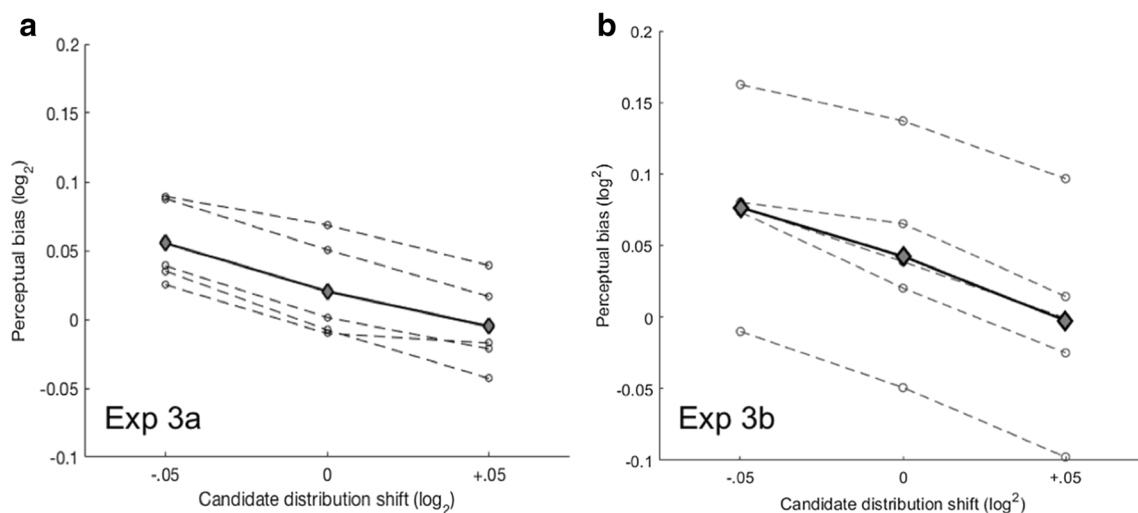 a
0.2
0.15
0.1
0.05
0
-0.05
-0.1
Perceptual bias (log₂)
Exp 3a
-.05 0 +.05
Candidate distribution shift (log₂)
b
0.2
0.15
0.1
0.05
0
-0.05
-0.1
Perceptual bias (log²)
Exp 3b
-.05 0 +.05
Candidate distribution shift (log²)